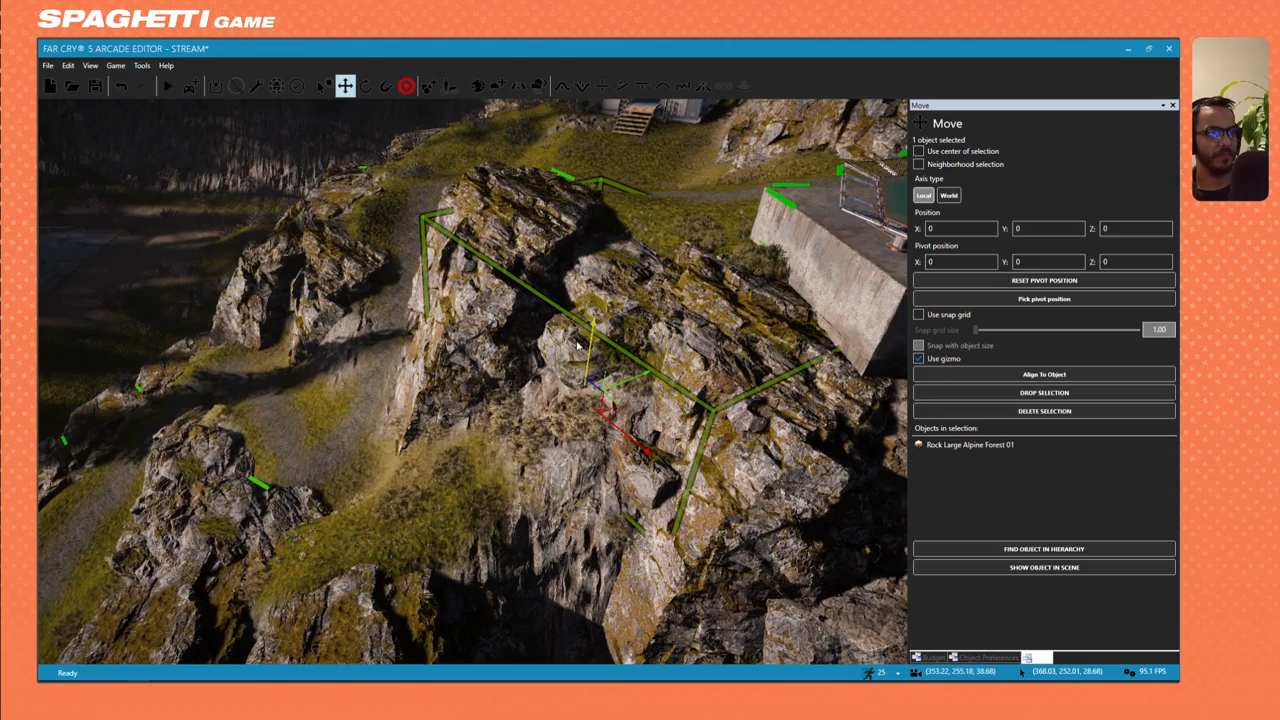 SPAGHETTI GAME
FAR CRY® 5 ARCADE EDITOR - STREAM*
File Edit View Game Tools Help
Move
Move
1 object selected
Use center of selection
Neighborhood selection
Axis type
Local World
Position
X: 0 Y: 0 Z: 0
Pivot position
X: 0 Y: 0 Z: 0
RESET PIVOT POSITION
Pick pivot position
Use snap grid
Snap grid size 1.00
Snap with object size
Use gizmo
Align To Object
DROP SELECTION
DELETE SELECTION
Objects in selection:
Rock Large Alpine Forest 01
FIND OBJECT IN HIERARCHY
SHOW OBJECT IN SCENE
Budget Object Preferences
Ready 25 (353.22, 255.18, 38.68) (368.03, 252.01, 28.68) 95.1 FPS